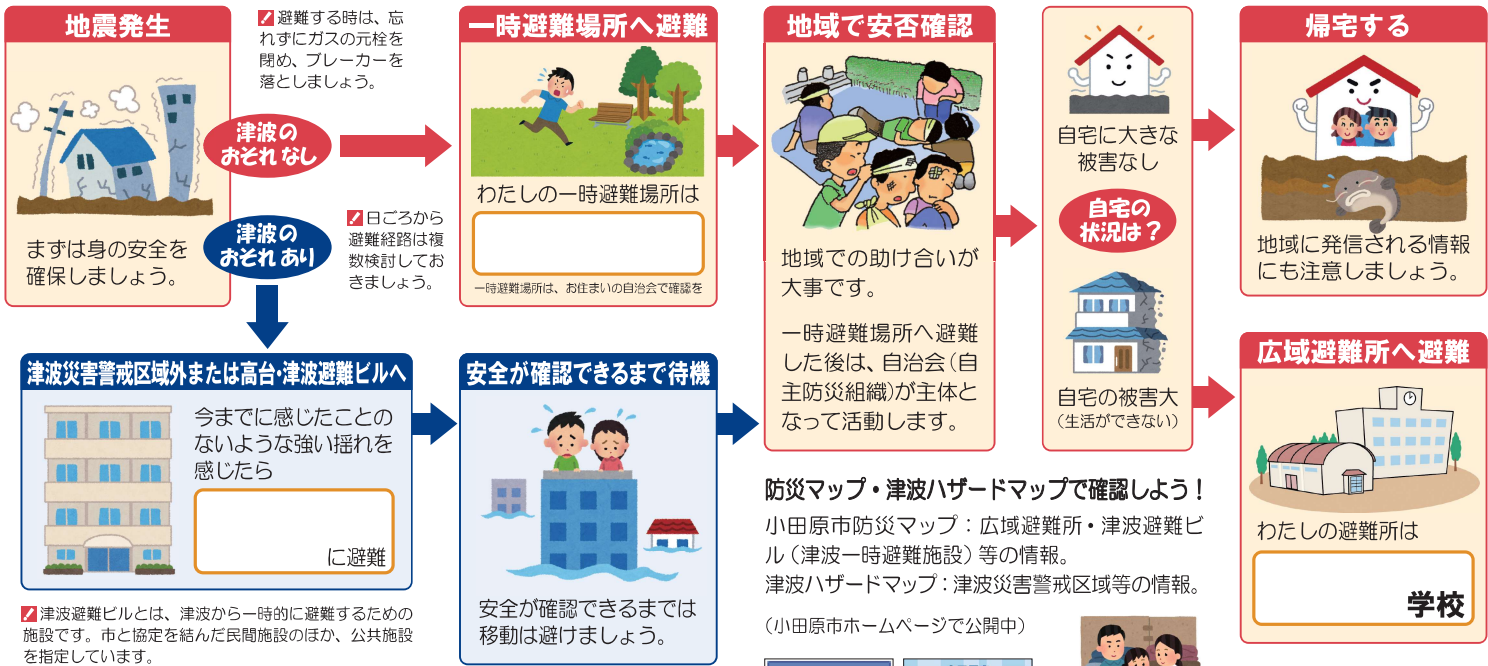 地震発生
まずは身の安全を
確保しましょう。
避難する時は、忘
れずにガスの元栓を
閉め、ブレーカーを
落としましょう。
津波の
おそれなし
津波の
おそれあり
日ごろから
避難経路は複
数検討してお
きましょう。
一時避難場所へ避難
わたしの一時避難場所は
一時避難場所は、お住まいの自治会で確認を
津波災害警戒区域外または高台・津波避難ビルへ
今までに感じたことの
ないような強い揺れを
感じたら
に避難
津波避難ビルとは、津波から一時的に避難するための
施設です。市と協定を結んだ民間施設のほか、公共施設
を指定しています。
安全が確認できるまで待機
安全が確認できるまでは
移動は避けましょう。
地域で安否確認
地域での助け合いが
大事です。
一時避難場所へ避難
した後は、自治会（自
主防災組織）が主体と
なって活動します。
自宅に大きな
被害なし
自宅の
状況は？
自宅の被害大
（生活ができない）
帰宅する
地域に発信される情報
にも注意しましょう。
広域避難所へ避難
わたしの避難所は
学校
防災マップ・津波ハザードマップで確認しよう！
小田原市防災マップ：広域避難所・津波避難ビ
ル（津波一時避難施設）等の情報。
津波ハザードマップ：津波災害警戒区域等の情報。
（小田原市ホームページで公開中）